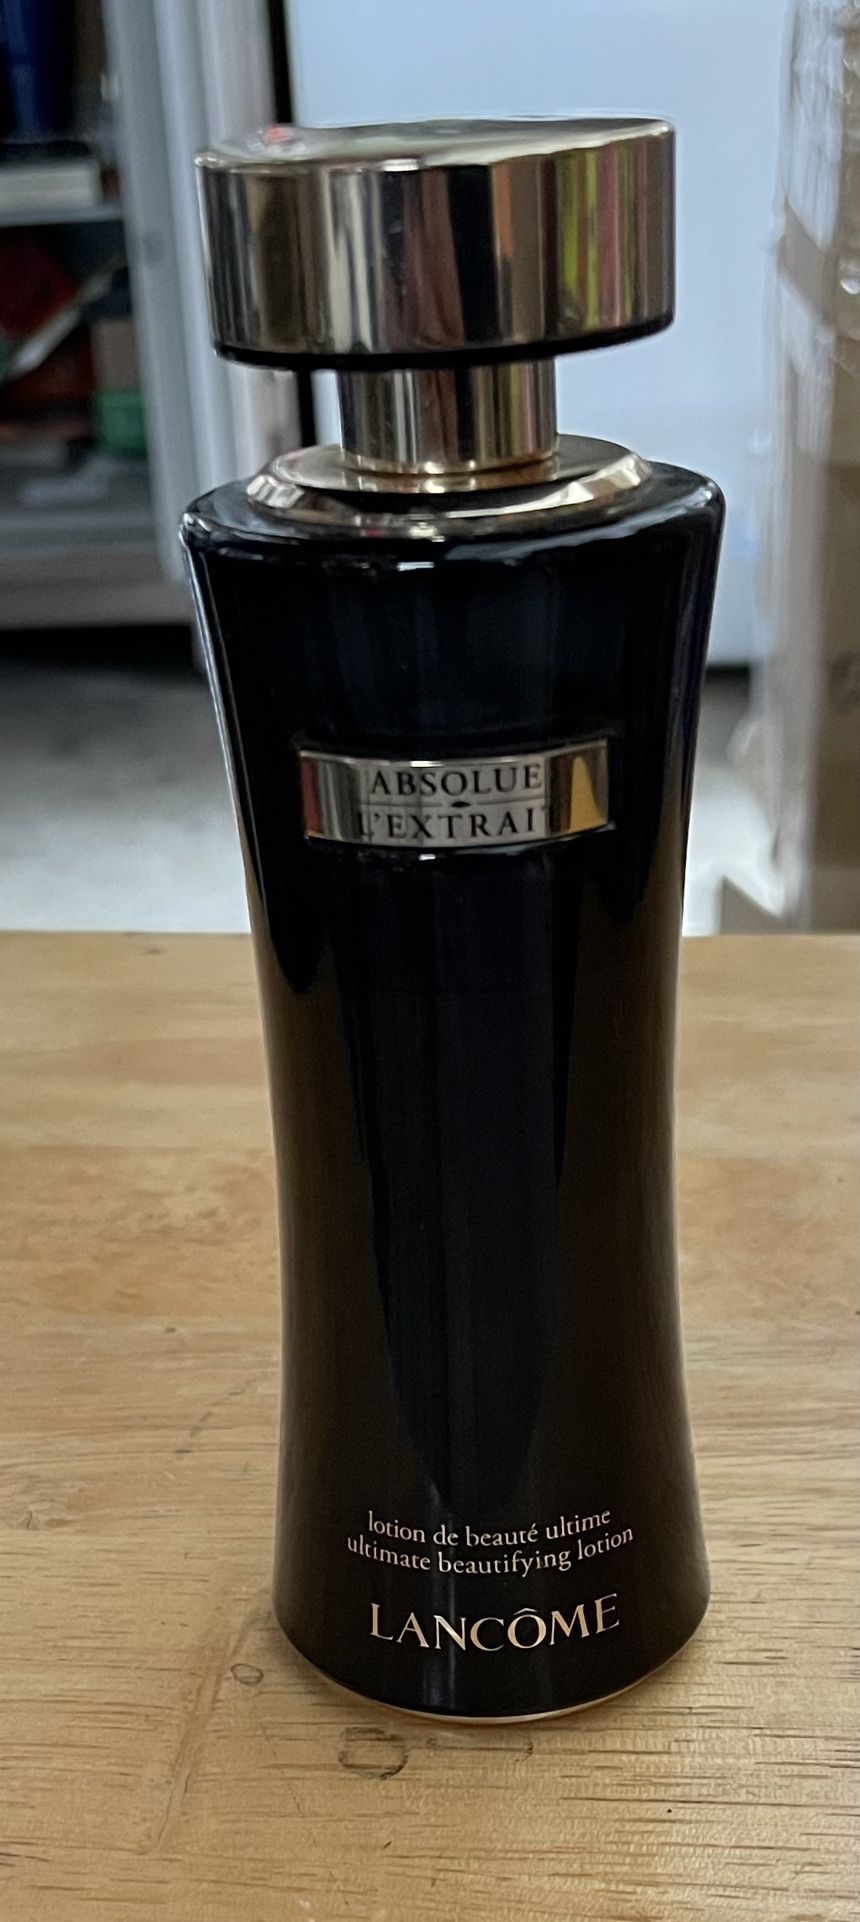 ABSOLUE
L'EXTRAIT
lotion de beauté ultime
ultimate beautifying lotion
LANCÔME